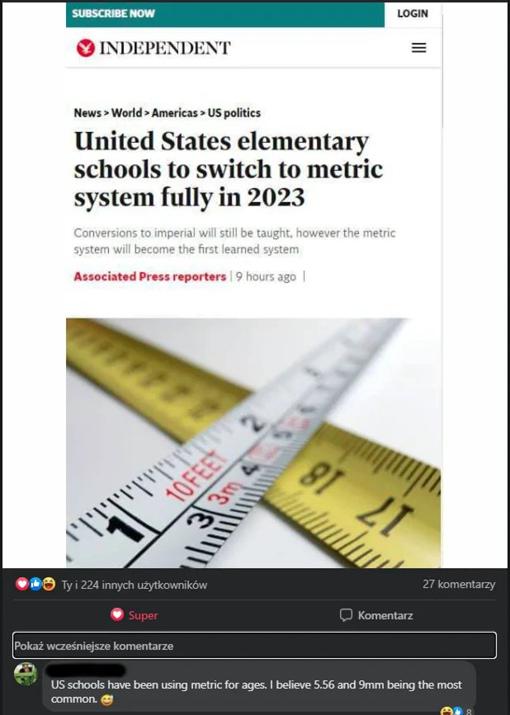 SUBSCRIBE NOW LOGIN
INDEPENDENT
News > World > Americas > US politics
United States elementary
schools to switch to metric
system fully in 2023
Conversions to imperial will still be taught, however the metric
system will become the first learned system
Associated Press reporters | 9 hours ago |
10FEET
3m
1
2
3
4
5
18
17
Ty i 224 innych użytkowników 27 komentarzy
Super Komentarz
Pokaż wcześniejsze komentarze
US schools have been using metric for ages. I believe 5.56 and 9mm being the most
common. 😅
8